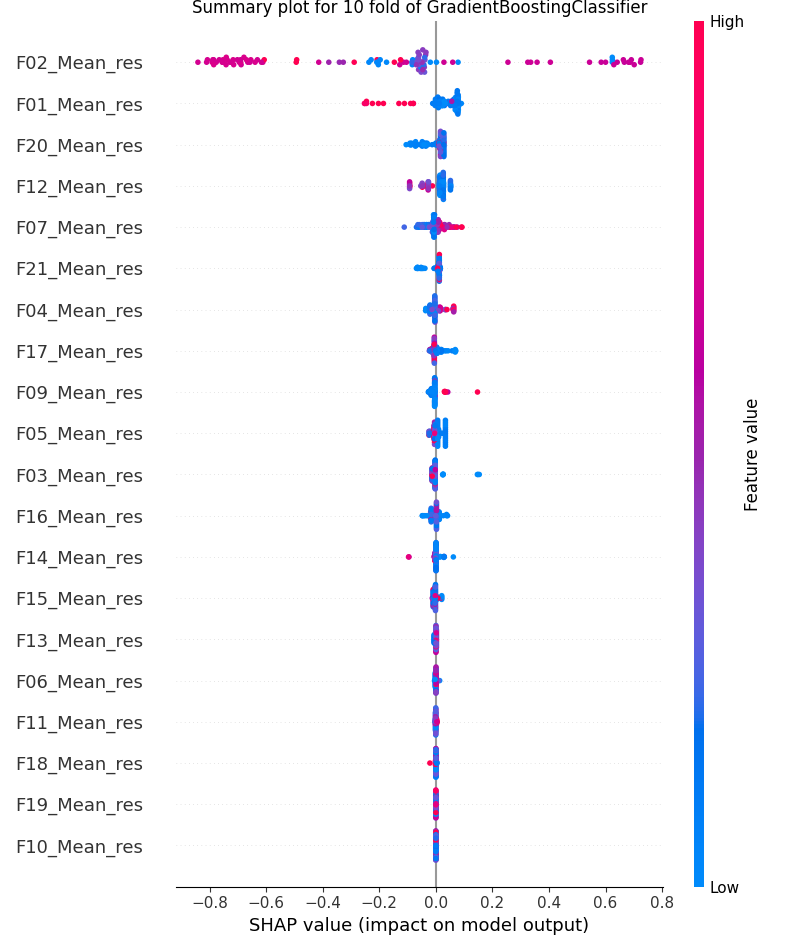 Summary plot for 10 fold of GradientBoostingClassifier
High
F02_Mean_res
F01_Mean_res
F20_Mean_res
F12_Mean_res
F07_Mean_res
F21_Mean_res
F04_Mean_res
F17_Mean_res
F09_Mean_res
F05_Mean_res
F03_Mean_res
F16_Mean_res
F14_Mean_res
F15_Mean_res
F13_Mean_res
F06_Mean_res
F11_Mean_res
F18_Mean_res
F19_Mean_res
F10_Mean_res
Feature value
Low
−0.8 −0.6 −0.4 −0.2 0.0 0.2 0.4 0.6 0.8
SHAP value (impact on model output)